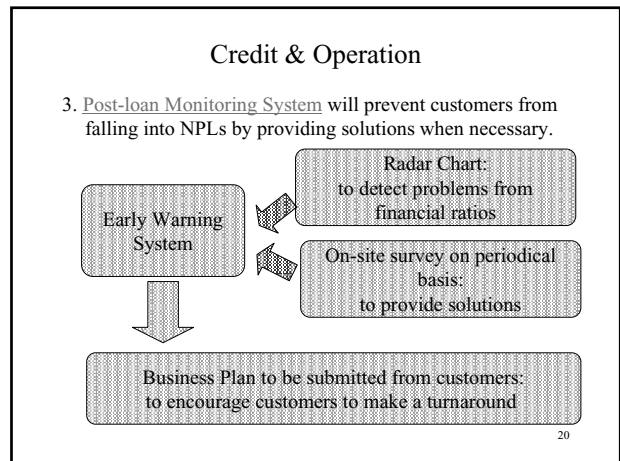 Credit & Operation
3. Post-loan Monitoring System will prevent customers from
falling into NPLs by providing solutions when necessary.
Radar Chart:
to detect problems from
financial ratios
Early Warning
System
On-site survey on periodical
basis:
to provide solutions
Business Plan to be submitted from customers:
to encourage customers to make a turnaround
20